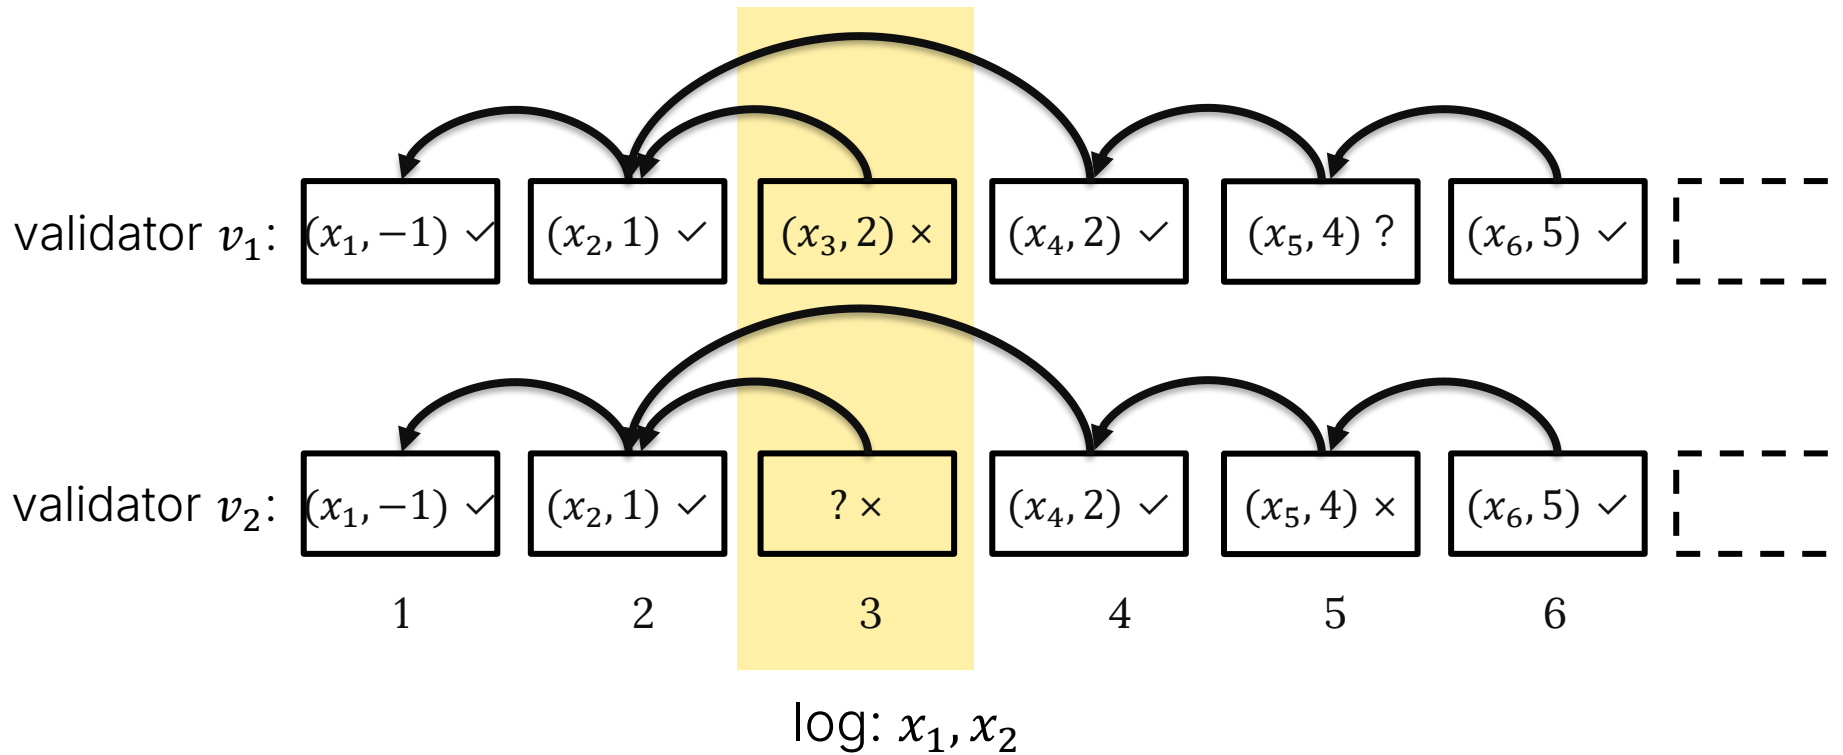 validator v₁: (x₁, −1) ✓ (x₂, 1) ✓ (x₃, 2) × (x₄, 2) ✓ (x₅, 4) ? (x₆, 5) ✓
validator v₂: (x₁, −1) ✓ (x₂, 1) ✓ ? × (x₄, 2) ✓ (x₅, 4) × (x₆, 5) ✓
1 2 3 4 5 6
log: x₁, x₂